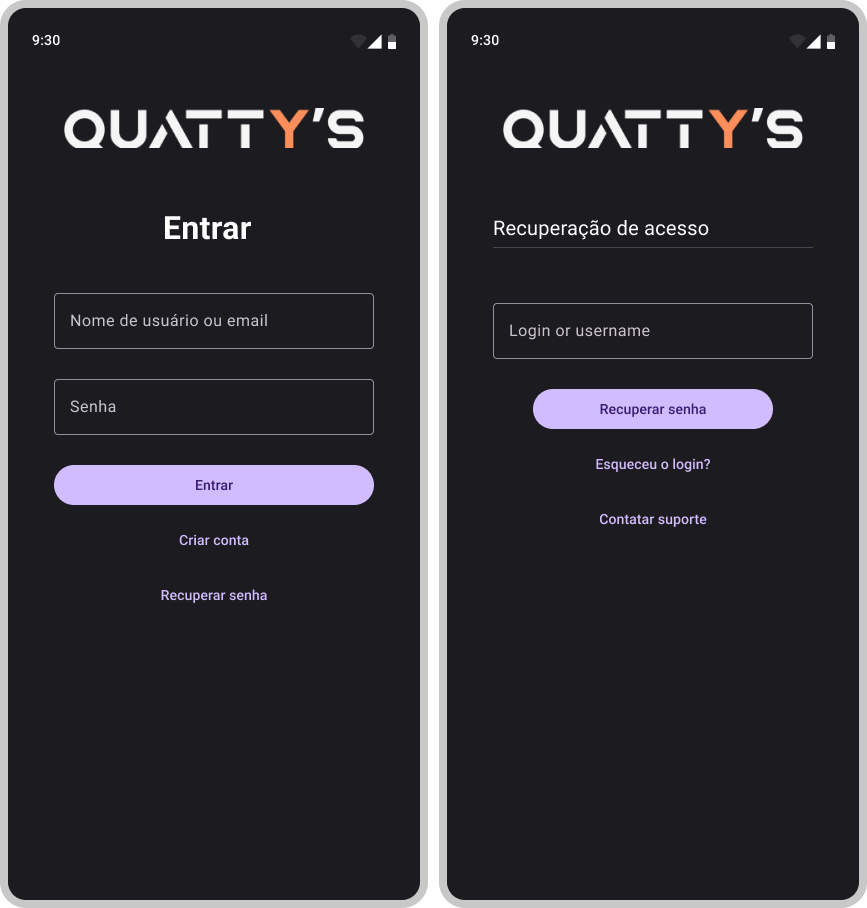 9:30
QUATTY'S
Entrar
Nome de usuário ou email
Senha
Entrar
Criar conta
Recuperar senha
9:30
QUATTY'S
Recuperação de acesso
Login or username
Recuperar senha
Esqueceu o login?
Contatar suporte